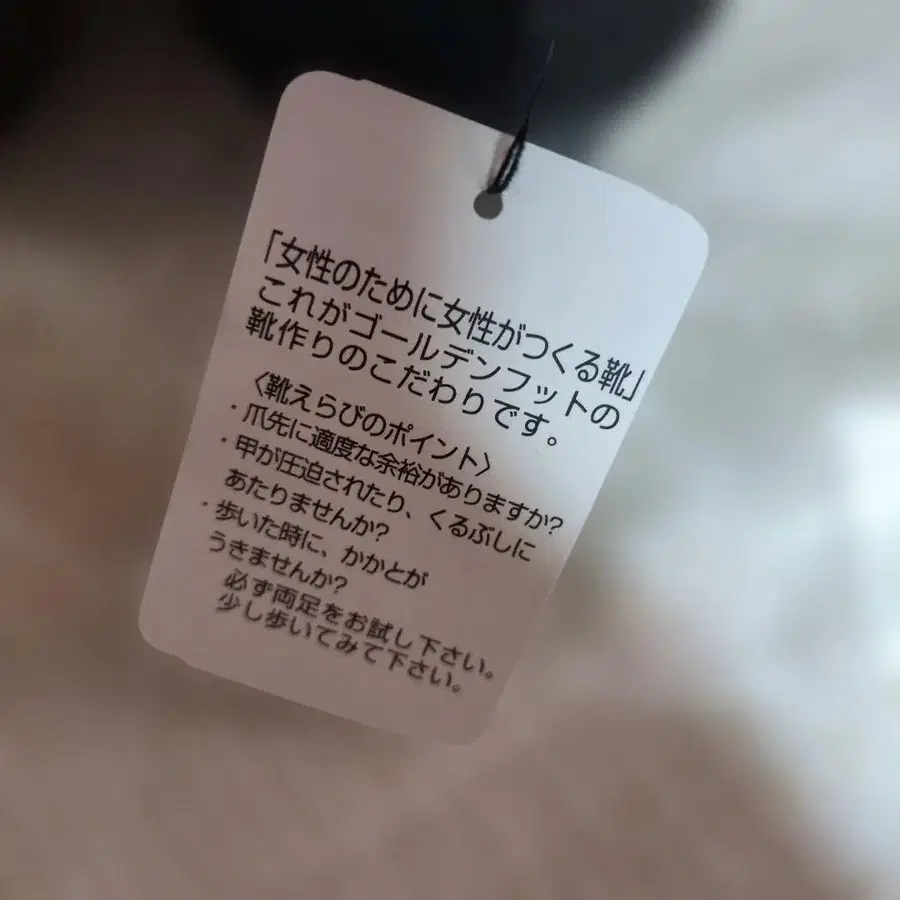 「女性のために女性がつくる靴」
これがゴールデンフットの
靴作りのこだわりです。
〈靴えらびのポイント〉
・爪先に適度な余裕がありますか?
・甲が圧迫されたり、くるぶしに
あたりませんか?
・歩いた時に、かかとが
うきませんか?
必ず両足をお試し下さい。
少し歩いてみて下さい。